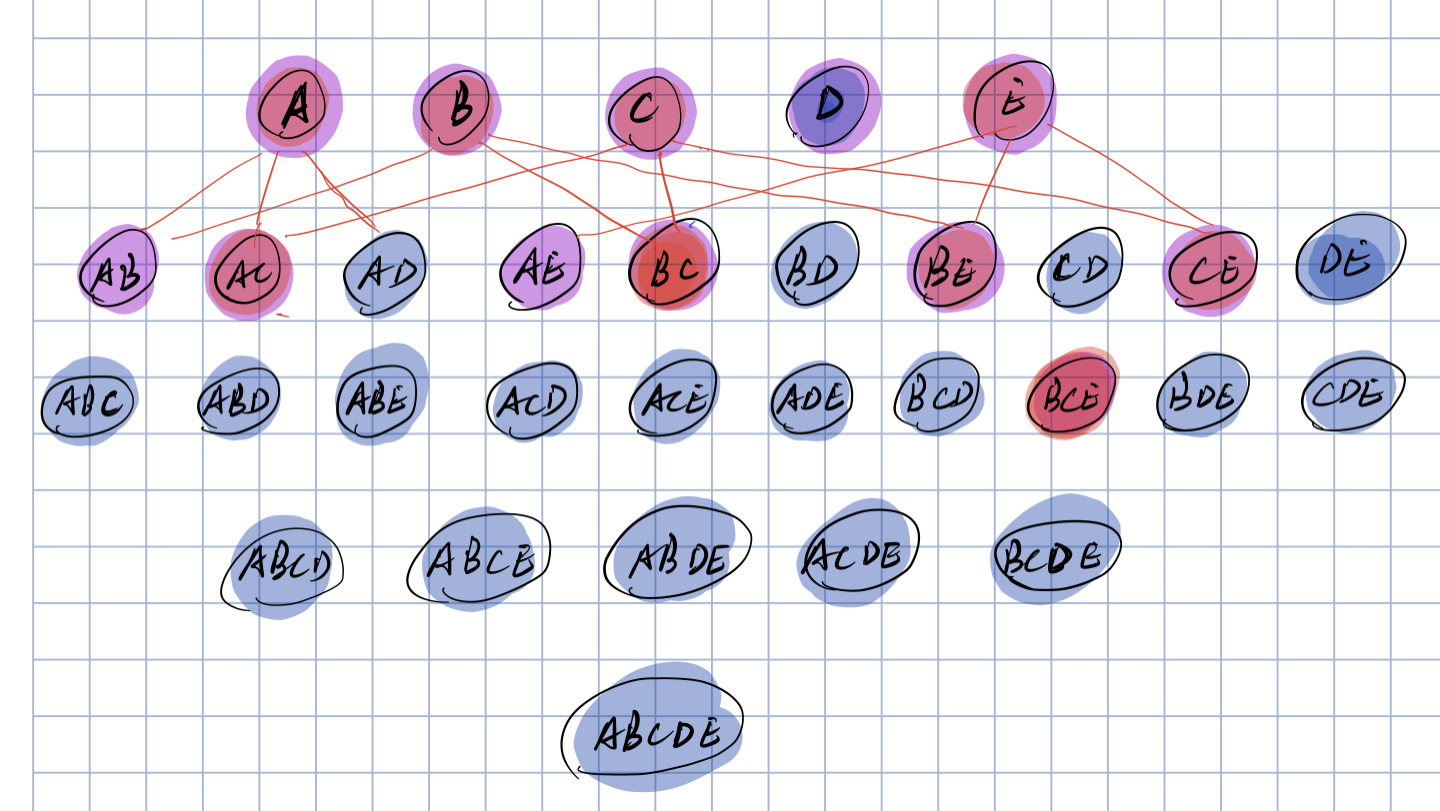 A B C D E
AB AC AD AE BC BD BE CD CE DE
ABC ABD ABE ACD ACE ADE BCD BCE BDE CDE
ABCD ABCE ABDE ACDE BCDE
ABCDE